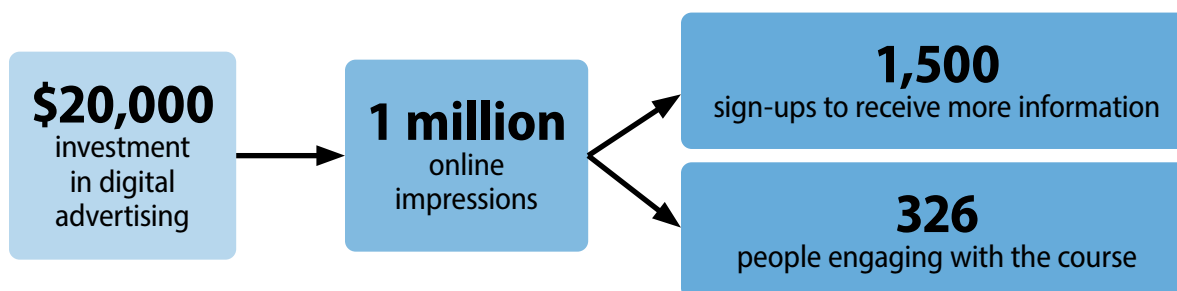 $20,000
investment
in digital
advertising
1 million
online
impressions
1,500
sign-ups to receive more information
326
people engaging with the course